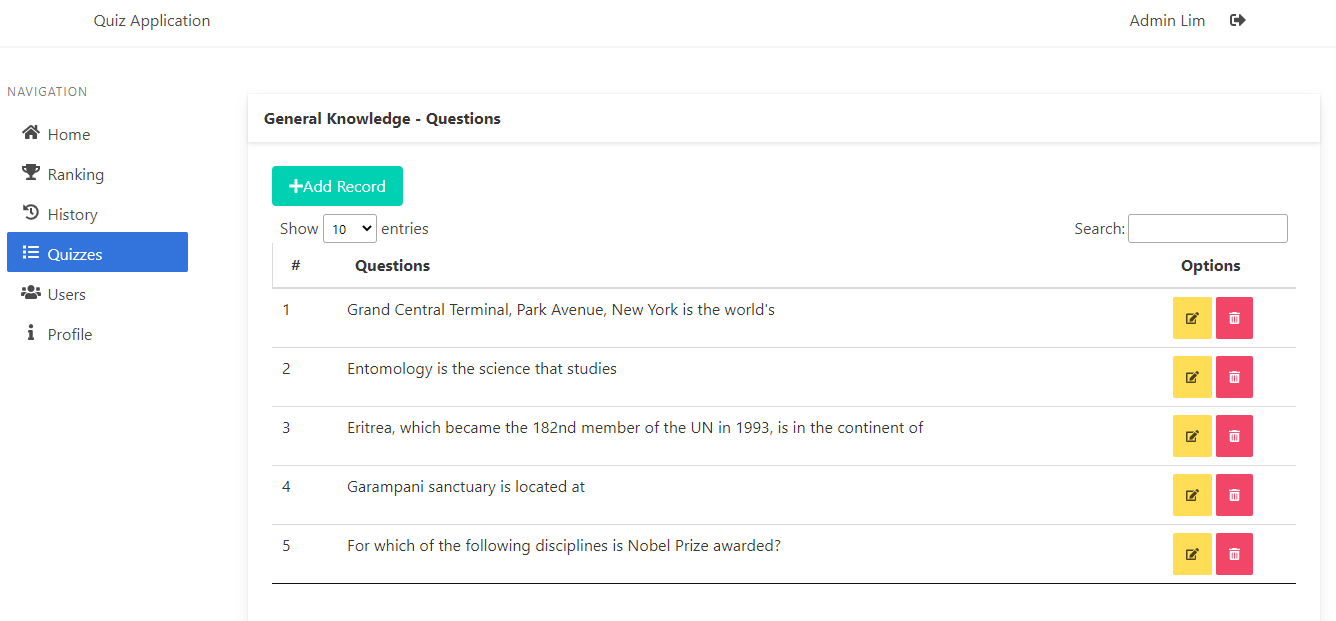 Quiz Application Admin Lim
NAVIGATION
Home
Ranking
History
Quizzes
Users
Profile
General Knowledge - Questions
Add Record
Show 10 entries Search:
# Questions Options
1 Grand Central Terminal, Park Avenue, New York is the world's
2 Entomology is the science that studies
3 Eritrea, which became the 182nd member of the UN in 1993, is in the continent of
4 Garampani sanctuary is located at
5 For which of the following disciplines is Nobel Prize awarded?